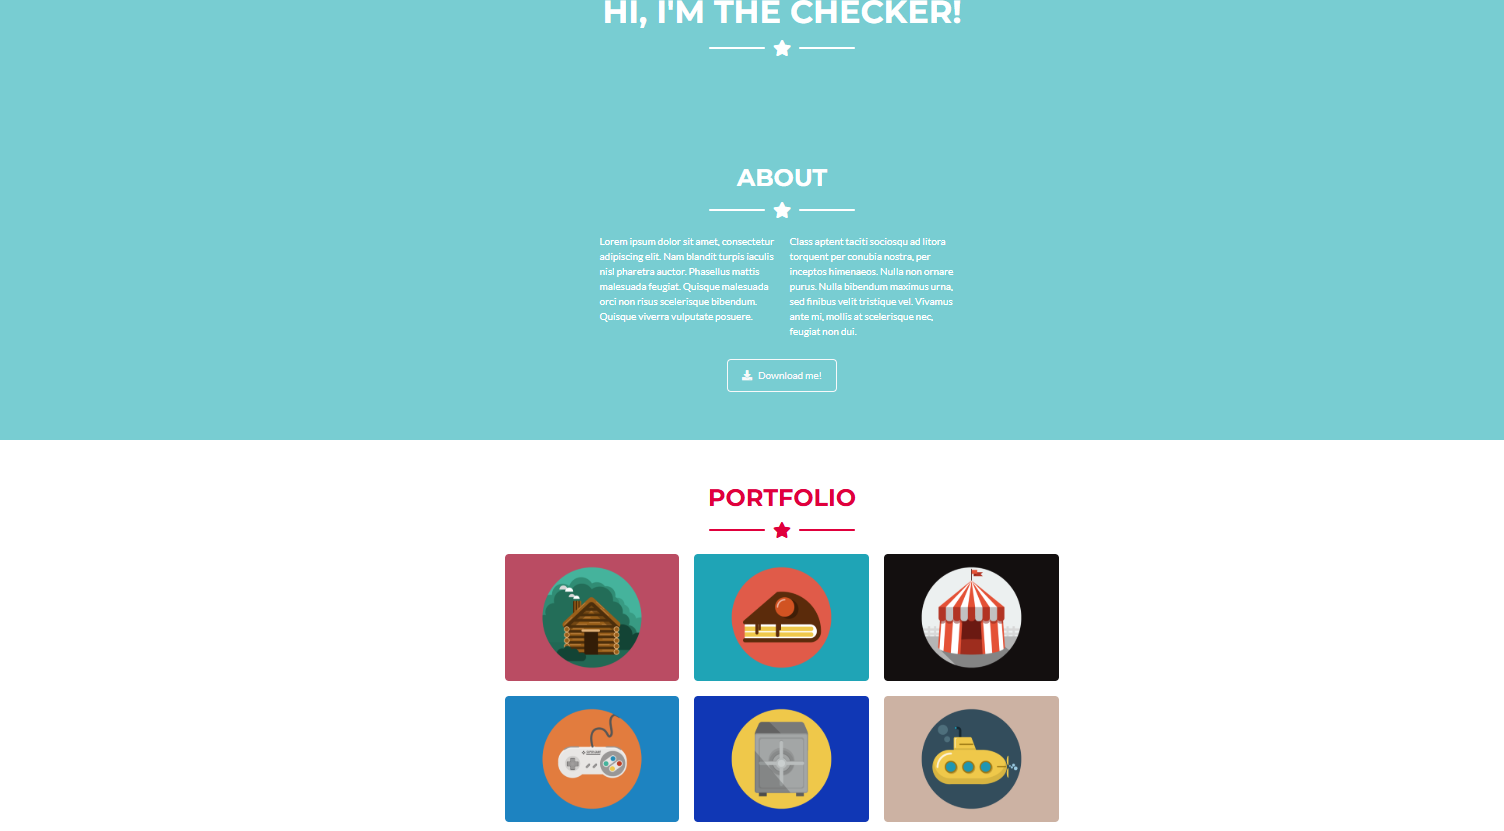 HI, I'M THE CHECKER!
ABOUT
Lorem ipsum dolor sit amet, consectetur
adipiscing elit. Nam blandit turpis iaculis
nisl pharetra auctor. Phasellus mattis
malesuada feugiat. Quisque malesuada
orci non risus scelerisque bibendum.
Quisque viverra vulputate posuere.
Class aptent taciti sociosqu ad litora
torquent per conubia nostra, per
inceptos himenaeos. Nulla non ornare
purus. Nulla bibendum maximus urna,
sed finibus velit tristique vel. Vivamus
ante mi, mollis at scelerisque nec,
feugiat non dui.
Download me!
PORTFOLIO